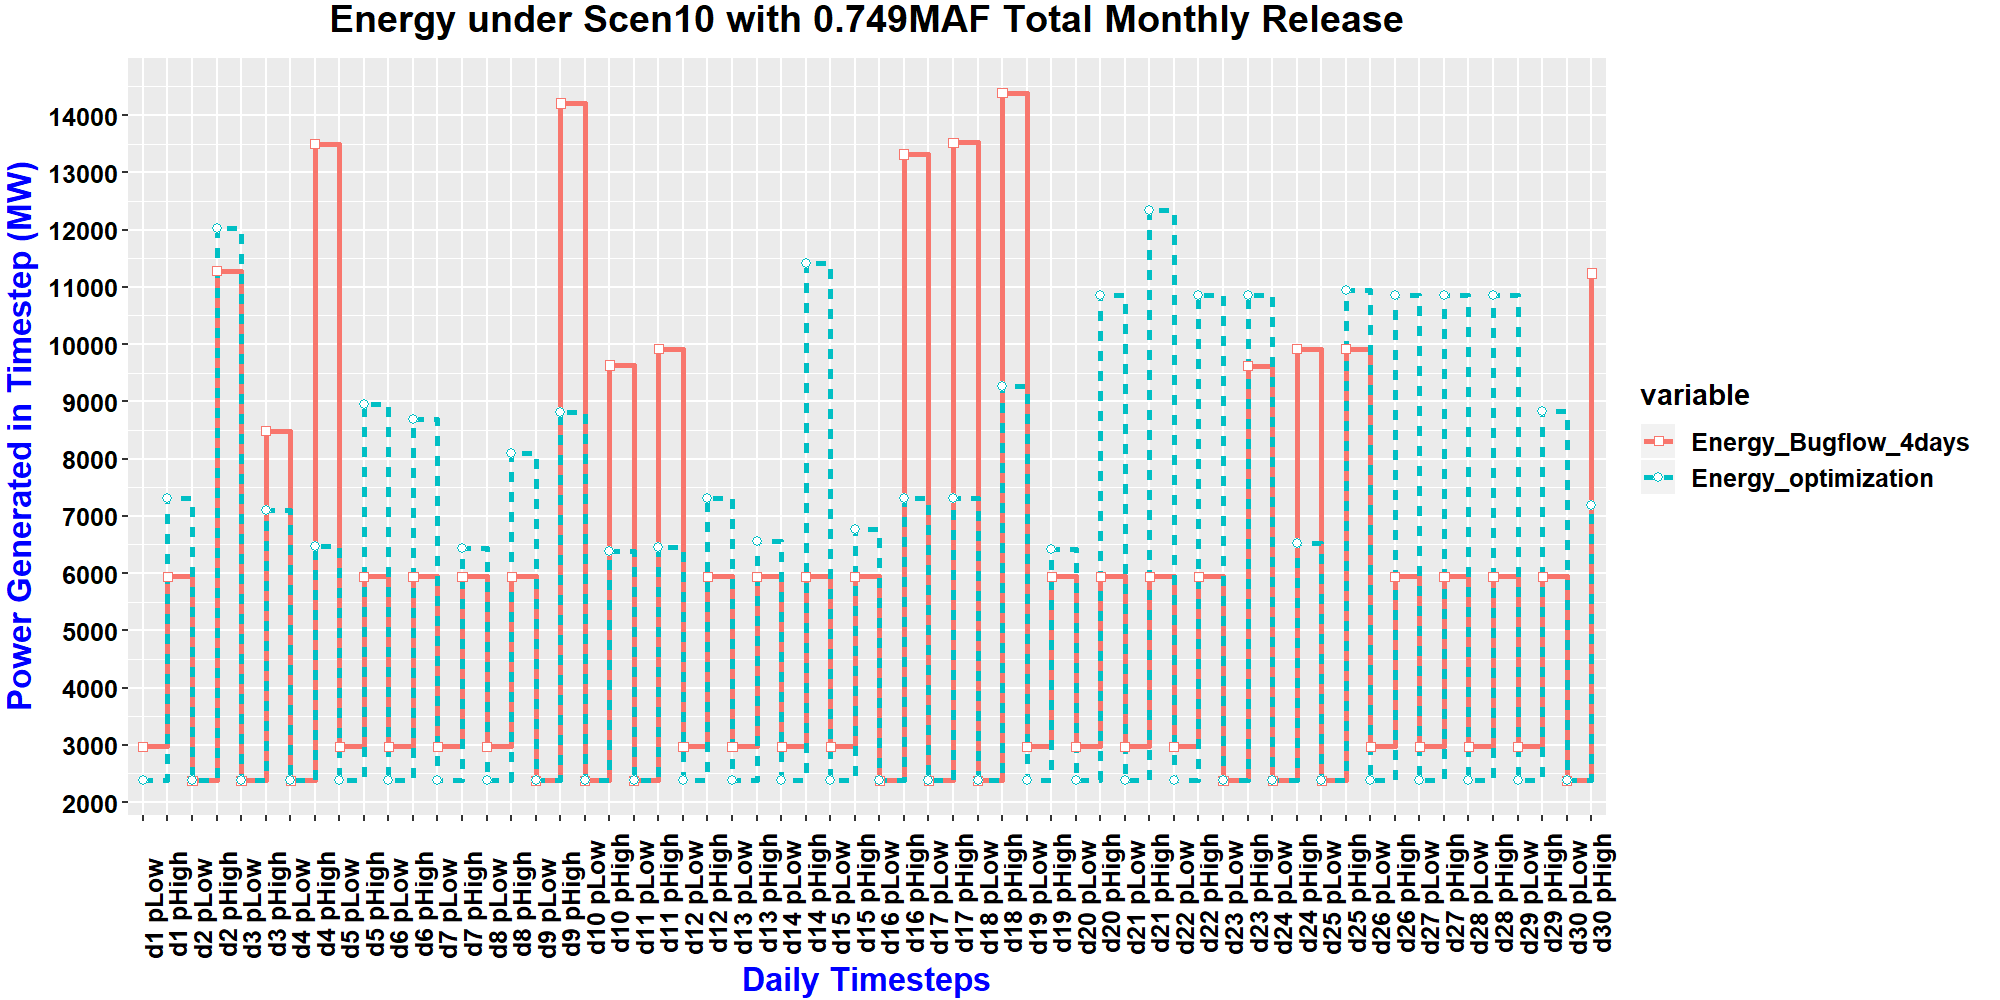 Energy under Scen10 with 0.749MAF Total Monthly Release
Power Generated in Timestep (MW)
14000
13000
12000
11000
10000
9000
8000
7000
6000
5000
4000
3000
2000
d1 pLow
d1 pHigh
d2 pLow
d2 pHigh
d3 pLow
d3 pHigh
d4 pLow
d4 pHigh
d5 pLow
d5 pHigh
d6 pLow
d6 pHigh
d7 pLow
d7 pHigh
d8 pLow
d8 pHigh
d9 pLow
d9 pHigh
d10 pLow
d10 pHigh
d11 pLow
d11 pHigh
d12 pLow
d12 pHigh
d13 pLow
d13 pHigh
d14 pLow
d14 pHigh
d15 pLow
d15 pHigh
d16 pLow
d16 pHigh
d17 pLow
d17 pHigh
d18 pLow
d18 pHigh
d19 pLow
d19 pHigh
d20 pLow
d20 pHigh
d21 pLow
d21 pHigh
d22 pLow
d22 pHigh
d23 pLow
d23 pHigh
d24 pLow
d24 pHigh
d25 pLow
d25 pHigh
d26 pLow
d26 pHigh
d27 pLow
d27 pHigh
d28 pLow
d28 pHigh
d29 pLow
d29 pHigh
d30 pLow
d30 pHigh
Daily Timesteps
variable
Energy_Bugflow_4days
Energy_optimization